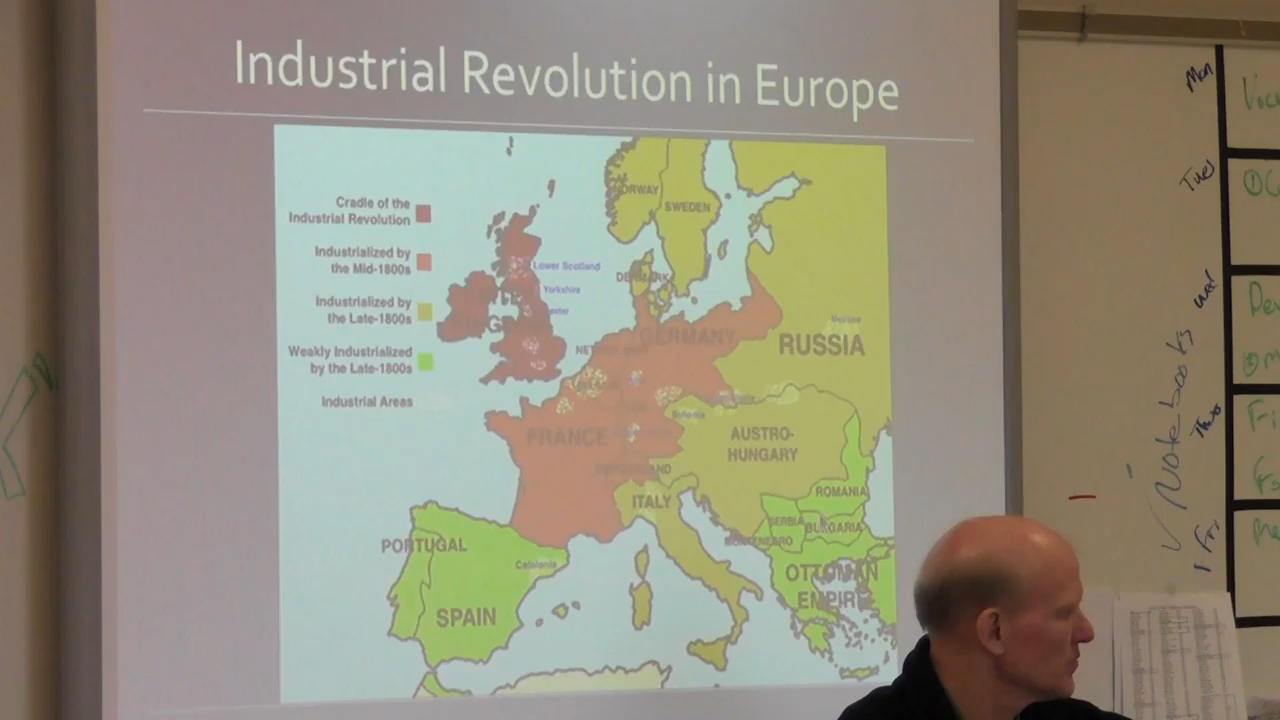 Industrial Revolution in Europe
Cradle of the
Industrial Revolution
Industrialized by
the Mid-1800s
Industrialized by
the Late-1800s
Weakly Industrialized
by the Late-1800s
Industrial Areas
NORWAY
SWEDEN
Lower Scotland
Yorkshire
DENMARK
GERMANY
RUSSIA
FRANCE
AUSTRO-
HUNGARY
ITALY
ROMANIA
SERBIA
BULGARIA
MONTENEGRO
PORTUGAL
Catalonia
SPAIN
OTTOMAN
EMPIRE
Mon
Tues
Thus
Notebooks
Fri